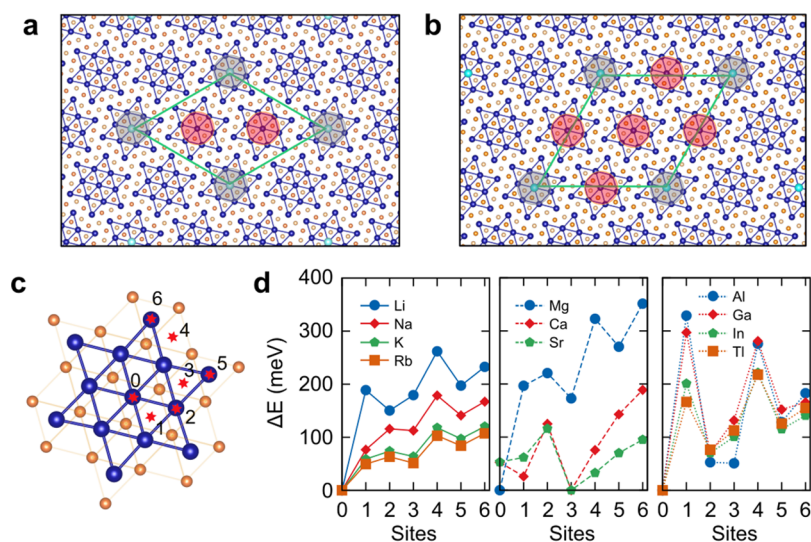 a
b
c
6
4
5
3
0
2
1
d
400
300
200
100
0
ΔE (meV)
Li
Na
K
Rb
Mg
Ca
Sr
Al
Ga
In
Tl
0 1 2 3 4 5 6
0 1 2 3 4 5 6
0 1 2 3 4 5 6
Sites
Sites
Sites